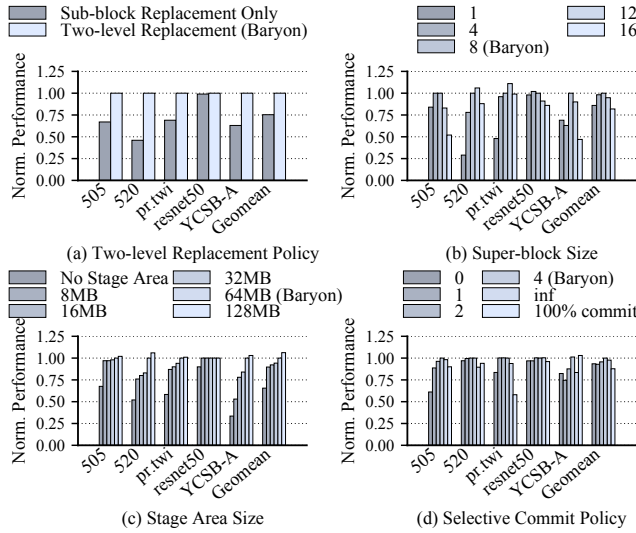 Sub-block Replacement Only
Two-level Replacement (Baryon)
Norm. Performance
1.25
1.00
0.75
0.50
0.25
0.00
505
520
pr.twi
resnet50
YCSB-A
Geomean
(a) Two-level Replacement Policy
1
4
8 (Baryon)
12
16
Norm. Performance
1.25
1.00
0.75
0.50
0.25
0.00
505
520
pr.twi
resnet50
YCSB-A
Geomean
(b) Super-block Size
No Stage Area
8MB
16MB
32MB
64MB (Baryon)
128MB
Norm. Performance
1.25
1.00
0.75
0.50
0.25
0.00
505
520
pr.twi
resnet50
YCSB-A
Geomean
(c) Stage Area Size
0
1
2
4 (Baryon)
inf
100% commit
Norm. Performance
1.25
1.00
0.75
0.50
0.25
0.00
505
520
pr.twi
resnet50
YCSB-A
Geomean
(d) Selective Commit Policy